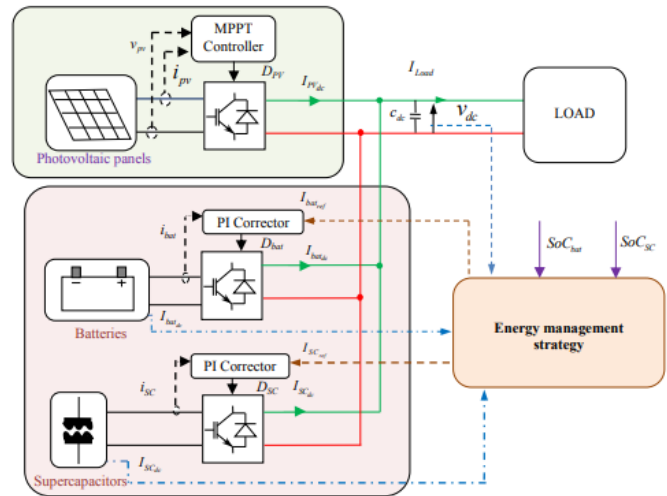 MPPT
Controller
v_pv
i_pv
D_PV
I_PV_dc
I_Load
c_dc
v_dc
LOAD
Photovoltaic panels
I_bat_ref
PI Corrector
i_bat
D_bat
I_bat_dc
SoC_bat
SoC_SC
− +
I_bat_dc
Batteries
Energy management
strategy
I_SC_ref
PI Corrector
i_SC
D_SC
I_SC_dc
I_SC_dc
Supercapacitors